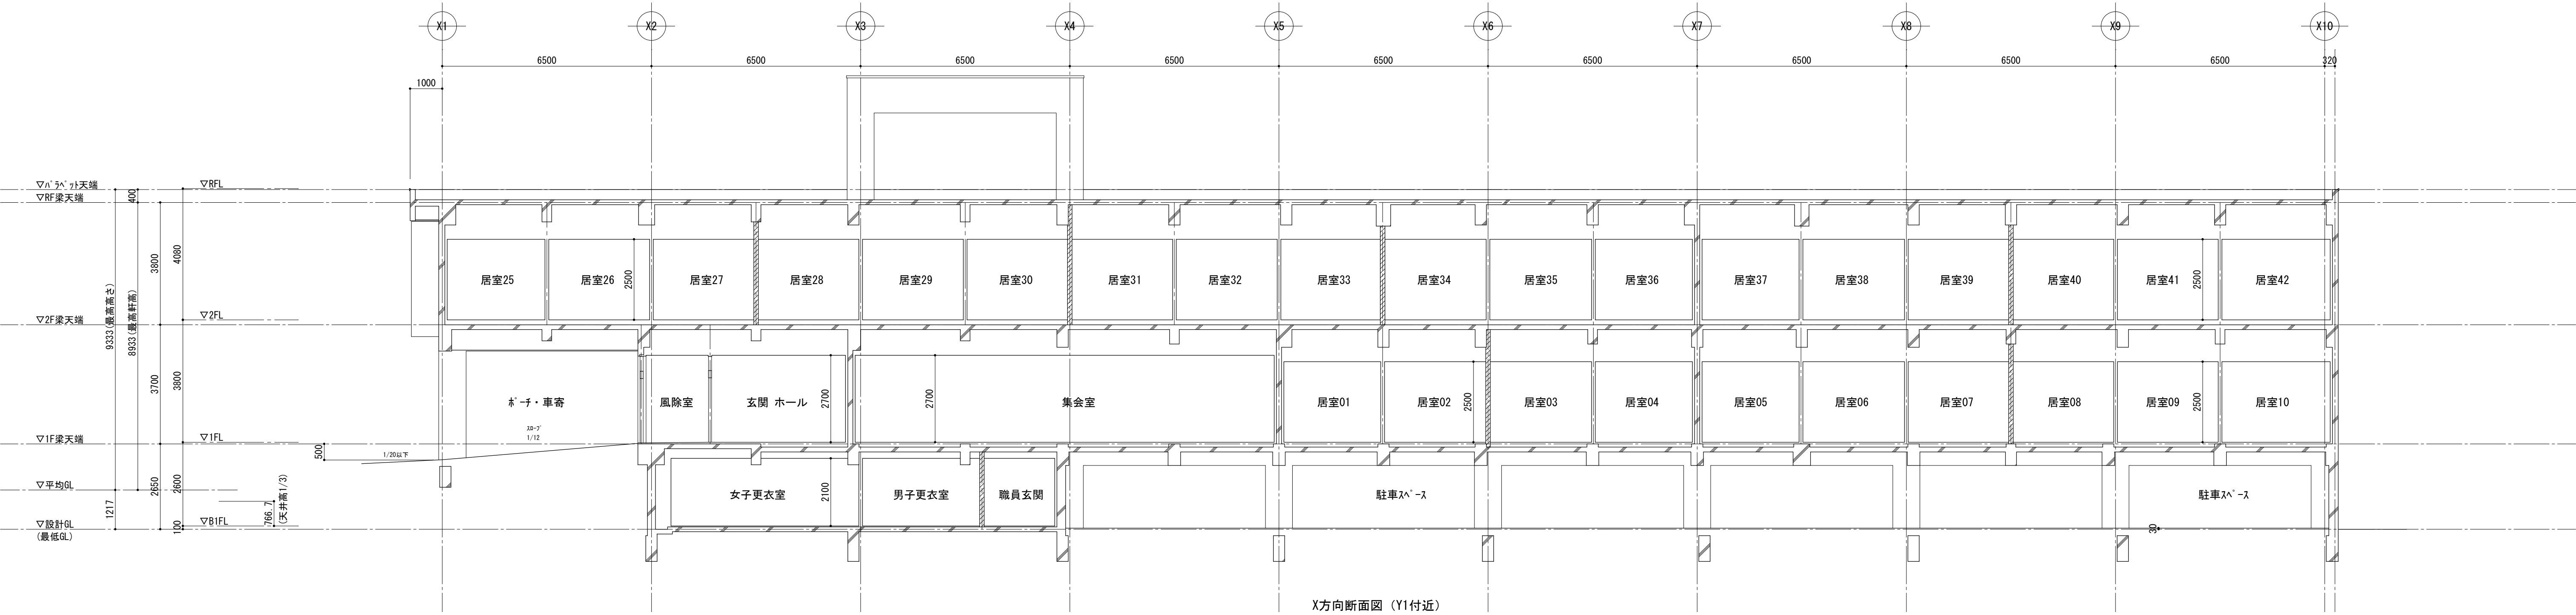 X1 X2 X3 X4 X5 X6 X7 X8 X9 X10
6500 6500 6500 6500 6500 6500 6500 6500 6500 320
1000
▽ﾊﾟﾗﾍﾟｯﾄ天端
▽RFL
▽RF梁天端
400
3800
4080
9333(最高高さ)
8933(最高軒高)
居室25 居室26 2500 居室27 居室28 居室29 居室30 居室31 居室32 居室33 居室34 居室35 居室36 居室37 居室38 居室39 居室40 居室41 2500 居室42
▽2FL
▽2F梁天端
3700
3800
ﾎﾟｰﾁ・車寄 風除室 玄関 ホール 2700 2700 集会室 居室01 居室02 2500 居室03 居室04 居室05 居室06 居室07 居室08 居室09 2500 居室10
ｽﾛｰﾌﾟ
1/12
▽1FL
▽1F梁天端
500
1/20以下
▽平均GL
2650
2600
1217
766.7
(天井高1/3)
女子更衣室 2100 男子更衣室 職員玄関 駐車ｽﾍﾟｰｽ 駐車ｽﾍﾟｰｽ
▽B1FL
▽設計GL
(最低GL)
100
30
X方向断面図（Y1付近）